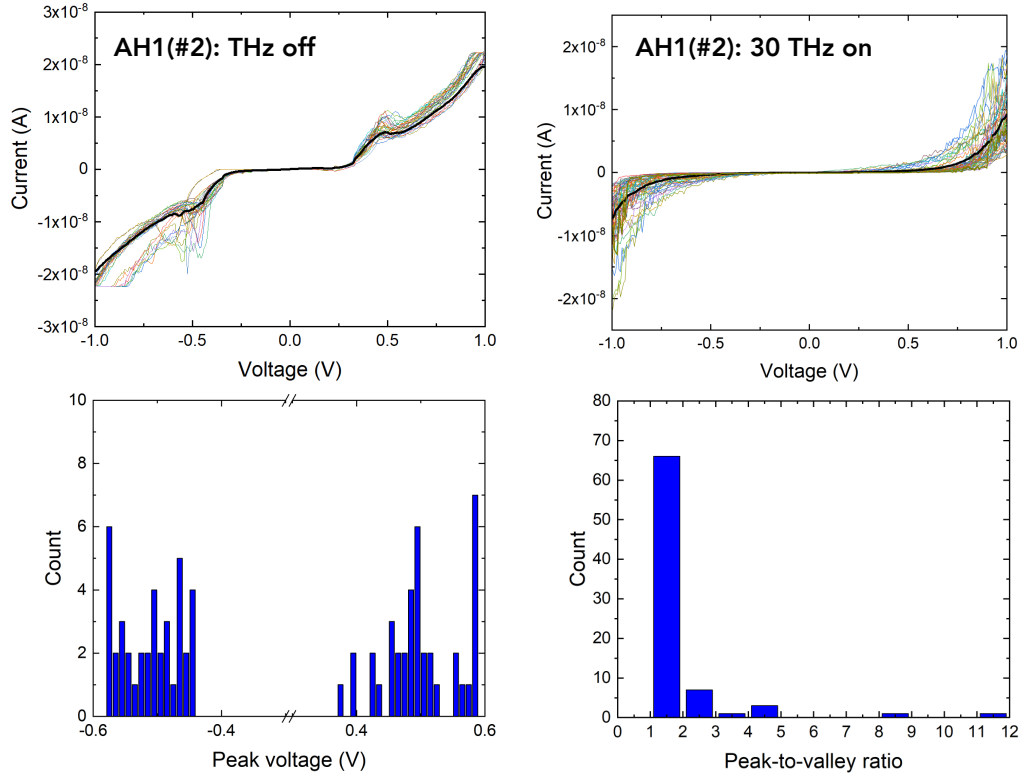 AH1(#2): THz off
3x10⁻⁸
2x10⁻⁸
1x10⁻⁸
0
-1x10⁻⁸
-2x10⁻⁸
-3x10⁻⁸
Current (A)
-1.0 -0.5 0.0 0.5 1.0
Voltage (V)
AH1(#2): 30 THz on
2x10⁻⁸
1x10⁻⁸
0
-1x10⁻⁸
-2x10⁻⁸
Current (A)
-1.0 -0.5 0.0 0.5 1.0
Voltage (V)
10
8
6
4
2
0
Count
-0.6 -0.4 0.4 0.6
Peak voltage (V)
80
70
60
50
40
30
20
10
0
Count
0 1 2 3 4 5 6 7 8 9 10 11 12
Peak-to-valley ratio